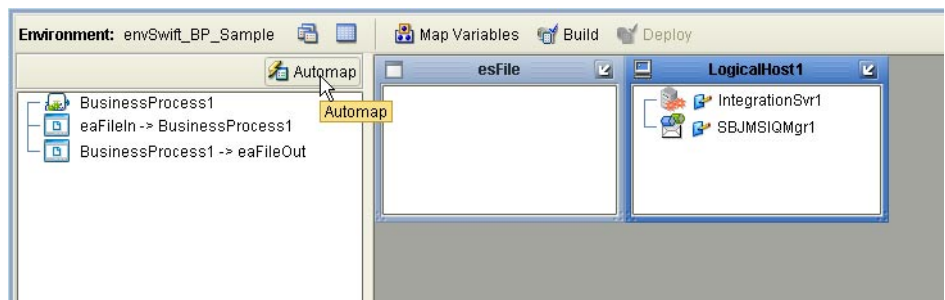 Environment: envSwift_BP_Sample Map Variables Build Deploy
Automap esFile LogicalHost1
BusinessProcess1 IntegrationSvr1
Automap
eaFileIn -> BusinessProcess1 SBJMSIQMgr1
BusinessProcess1 -> eaFileOut